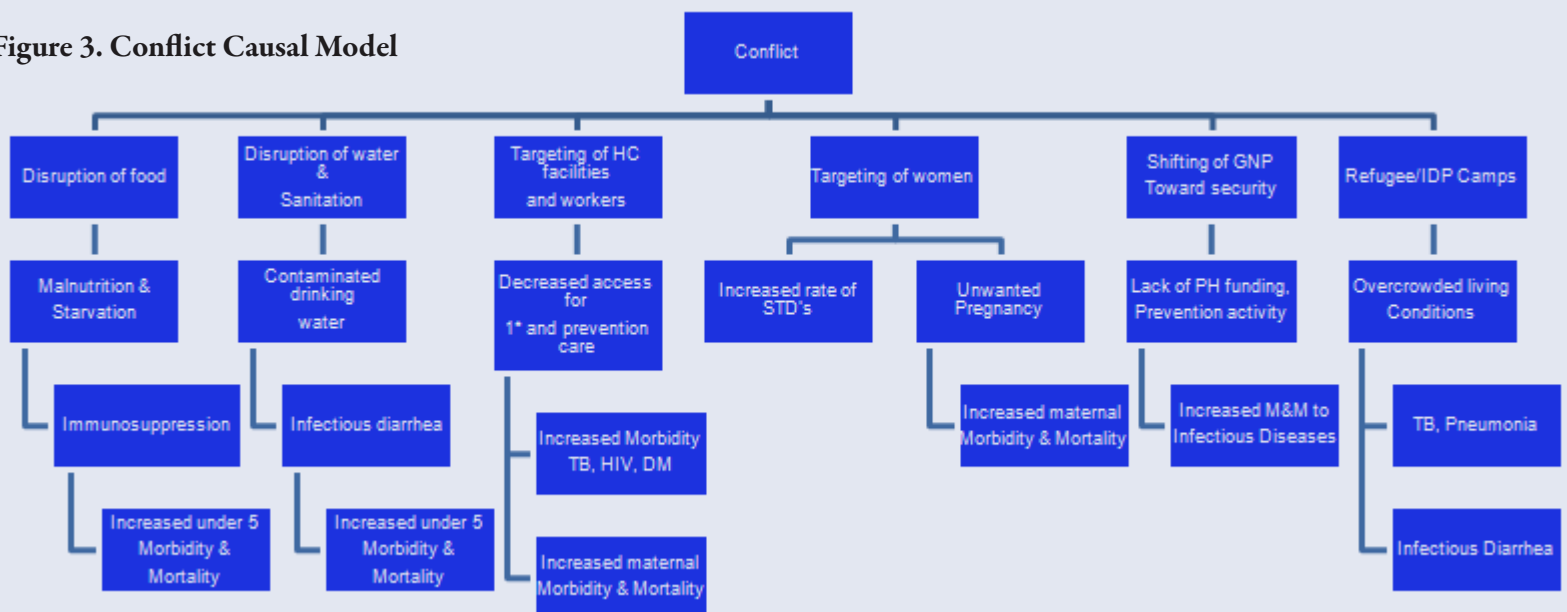 Figure 3. Conflict Causal Model
Conflict
Disruption of food
Disruption of water
&
Sanitation
Targeting of HC
facilities
and workers
Targeting of women
Shifting of GNP
Toward security
Refugee/IDP Camps
Malnutrition &
Starvation
Contaminated
drinking
water
Decreased access
for
1* and prevention
care
Increased rate of
STD"s
Unwanted
Pregnancy
Lack of PH funding,
Prevention activity
Overcrowded living
Conditions
Immunosuppression
Infectious diarrhea
Increased Morbidity
TB, HIV, DM
Increased maternal
Morbidity & Mortality
Increased M&M to
Infectious Diseases
TB, Pneumonia
Increased under 5
Morbidity &
Mortality
Increased under 5
Morbidity &
Mortality
Increased maternal
Morbidity & Mortality
Infectious Diarrhea